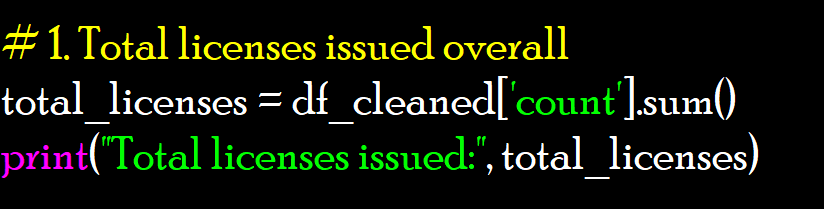 # 1. Total licenses issued overall
total_licenses = df_cleaned['count'].sum()
print("Total licenses issued:", total_licenses)